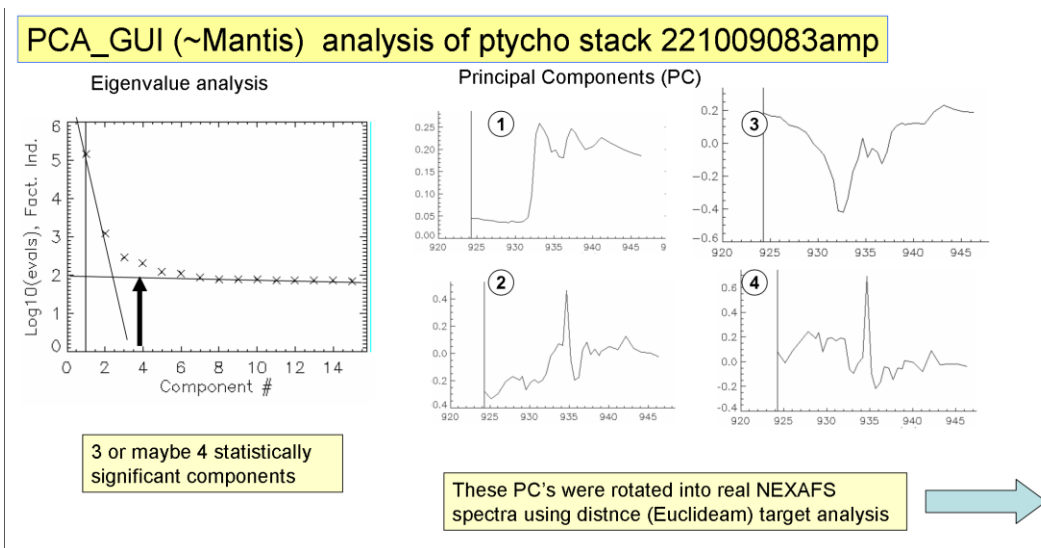 PCA_GUI (~Mantis) analysis of ptycho stack 221009083amp
Eigenvalue analysis
Log10(evals), Fact. Ind.
6
5
4
3
2
1
0
0 2 4 6 8 10 12 14
Component #
3 or maybe 4 statistically
significant components
Principal Components (PC)
1
0.25
0.20
0.15
0.10
0.05
0.00
920 925 930 935 940 945 9
3
0.2
0.0
−0.2
−0.4
−0.6
920 925 930 935 940 945
2
0.4
0.2
0.0
0.2
0.4
920 925 930 935 940 945
4
0.6
0.4
0.2
0.0
-0.2
0.4
920 925 930 935 940 945
These PC's were rotated into real NEXAFS
spectra using distnce (Euclideam) target analysis